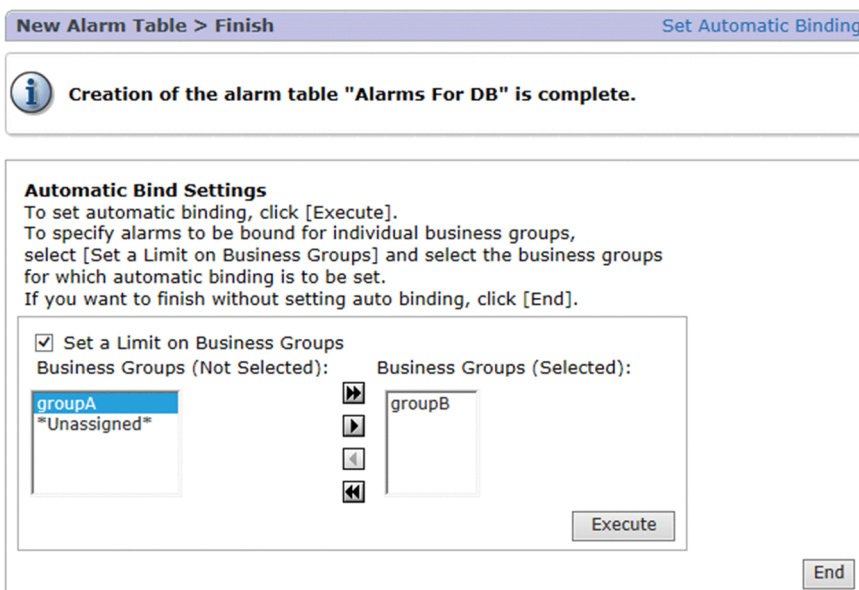 New Alarm Table > Finish
Set Automatic Binding
Creation of the alarm table "Alarms For DB" is complete.
Automatic Bind Settings
To set automatic binding, click [Execute].
To specify alarms to be bound for individual business groups,
select [Set a Limit on Business Groups] and select the business groups
for which automatic binding is to be set.
If you want to finish without setting auto binding, click [End].
Set a Limit on Business Groups
Business Groups (Not Selected):
Business Groups (Selected):
groupA
*Unassigned*
groupB
Execute
End